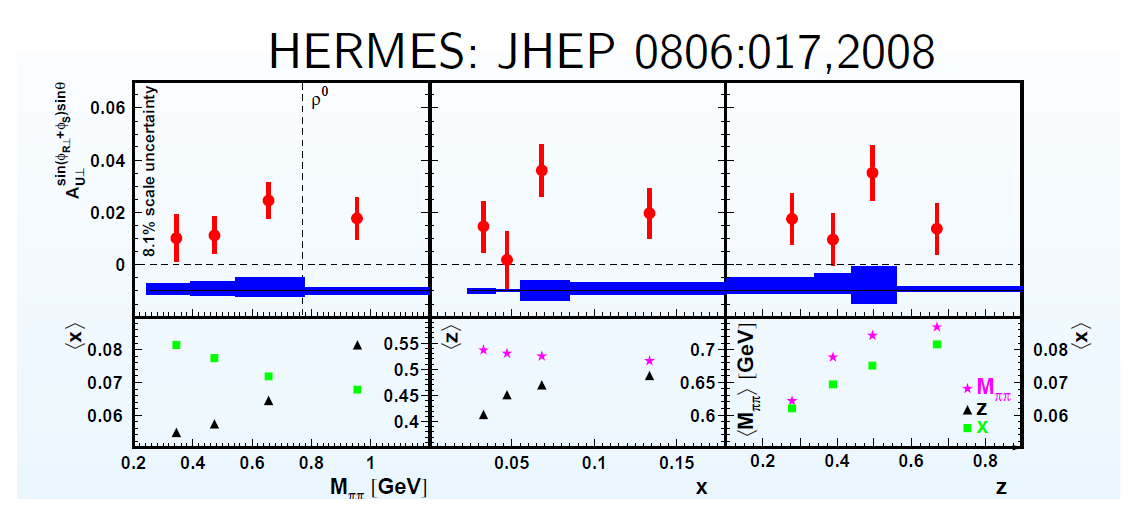 HERMES: JHEP 0806:017,2008
A_{U⊥}^{sin(ϕ_{R⊥}+ϕ_S)sinθ}
0.06
0.04
0.02
0
8.1% scale uncertainty
ρ^0
⟨x⟩
0.08
0.07
0.06
0.55
0.5
0.45
0.4
⟨z⟩
0.7
0.65
0.6
⟨M_{ππ}⟩ [GeV]
M_{ππ}
z
x
0.08
0.07
0.06
⟨x⟩
0.2 0.4 0.6 0.8 1
0.05 0.1 0.15
0.2 0.4 0.6 0.8
M_{ππ} [GeV]
x
z